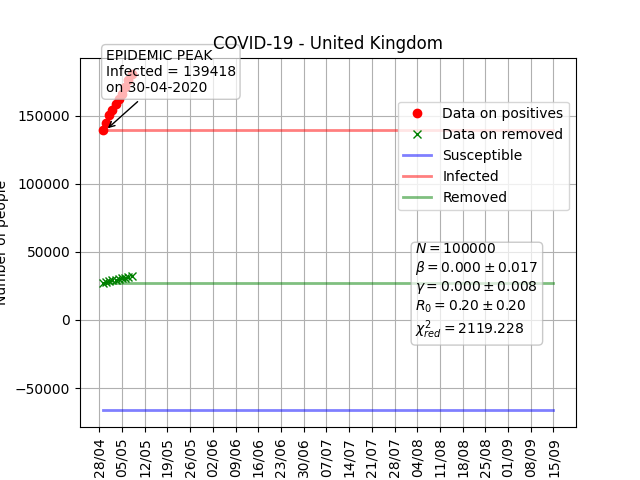 COVID-19 - United Kingdom
EPIDEMIC PEAK
Infected = 139418
on 30-04-2020
Data on positives
Data on removed
Susceptible
Infected
Removed
N = 100000
β = 0.000 ± 0.017
γ = 0.000 ± 0.008
R₀ = 0.20 ± 0.20
χ²red = 2119.228
Number of people
150000
100000
50000
0
−50000
28/04
05/05
12/05
19/05
26/05
02/06
09/06
16/06
23/06
30/06
07/07
14/07
21/07
28/07
04/08
11/08
18/08
25/08
01/09
08/09
15/09